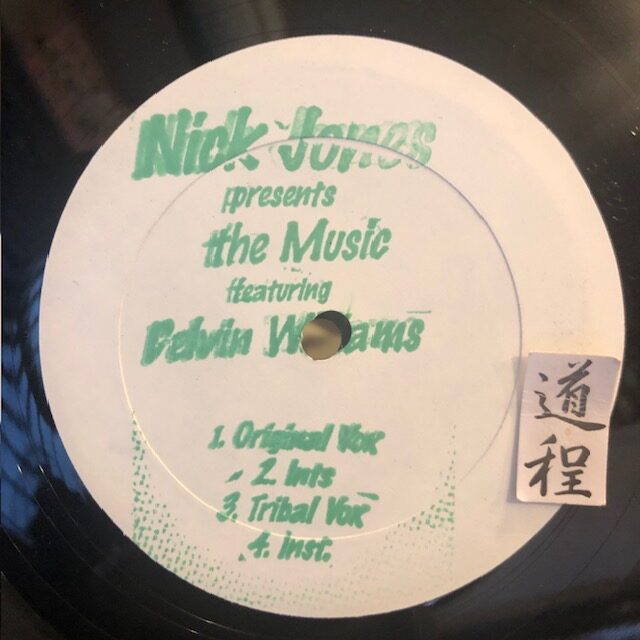 Nick Jones
presents
the Music
featuring
Williams
1. Original Vox
2. Ints
3. Tribal Vox
4. inst.
道
程